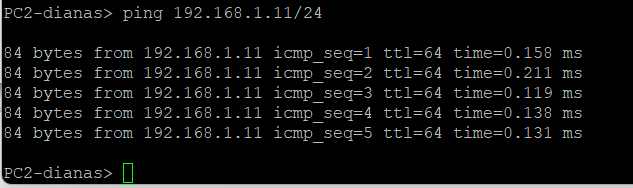 PC2-dianas> ping 192.168.1.11/24
84 bytes from 192.168.1.11 icmp_seq=1 ttl=64 time=0.158 ms
84 bytes from 192.168.1.11 icmp_seq=2 ttl=64 time=0.211 ms
84 bytes from 192.168.1.11 icmp_seq=3 ttl=64 time=0.119 ms
84 bytes from 192.168.1.11 icmp_seq=4 ttl=64 time=0.138 ms
84 bytes from 192.168.1.11 icmp_seq=5 ttl=64 time=0.131 ms
PC2-dianas>